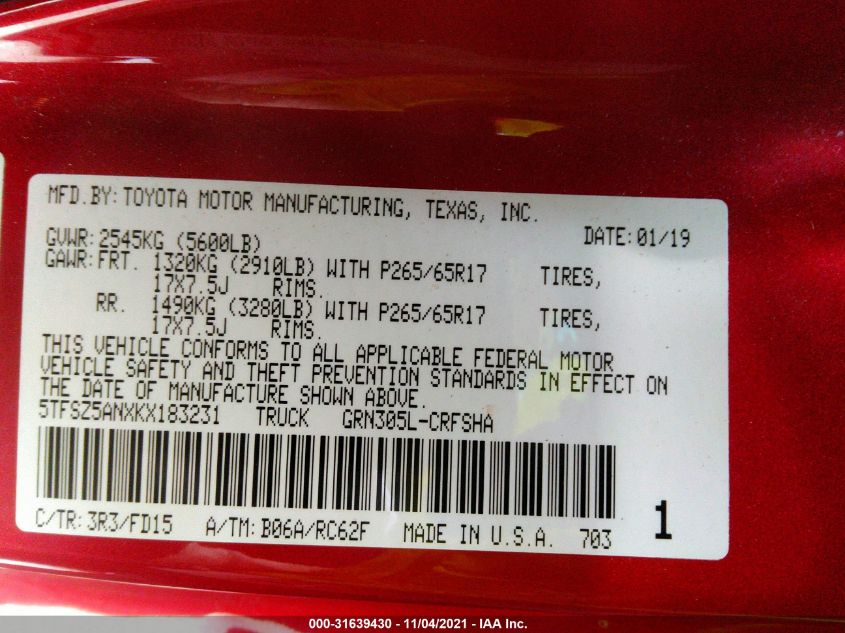 MFD.BY: TOYOTA MOTOR MANUFACTURING, TEXAS, INC.
DATE: 01/19
GVWR: 2545KG (5600LB)
GAWR: FRT. 1320KG (2910LB) WITH P265/65R17 TIRES,
17X7.5J RIMS.
RR. 1490KG (3280LB) WITH P265/65R17 TIRES,
17X7.5J RIMS.
THIS VEHICLE CONFORMS TO ALL APPLICABLE FEDERAL MOTOR
VEHICLE SAFETY AND THEFT PREVENTION STANDARDS IN EFFECT ON
THE DATE OF MANUFACTURE SHOWN ABOVE.
5TFSZ5ANXKX183231 TRUCK GRN305L-CRFSHA
C/TR: 3R3/FD15 A/TM: B06A/RC62F MADE IN U.S.A. 703
1
000-31639430 - 11/04/2021 - IAA Inc.